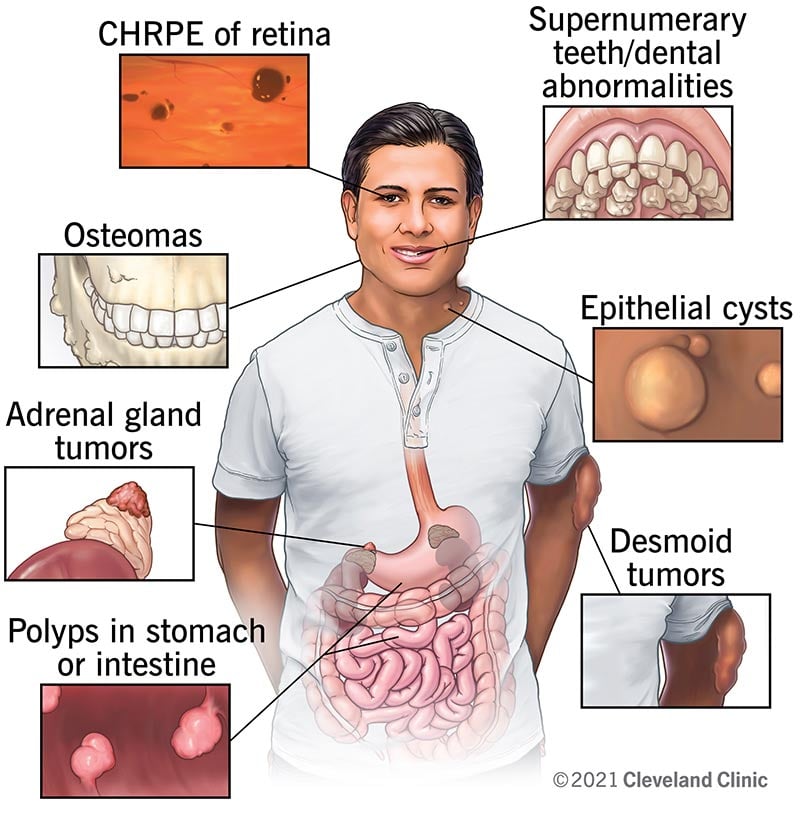 CHRPE of retina
Supernumerary
teeth/dental
abnormalities
Osteomas
Epithelial cysts
Adrenal gland
tumors
Desmoid
tumors
Polyps in stomach
or intestine
©2021 Cleveland Clinic